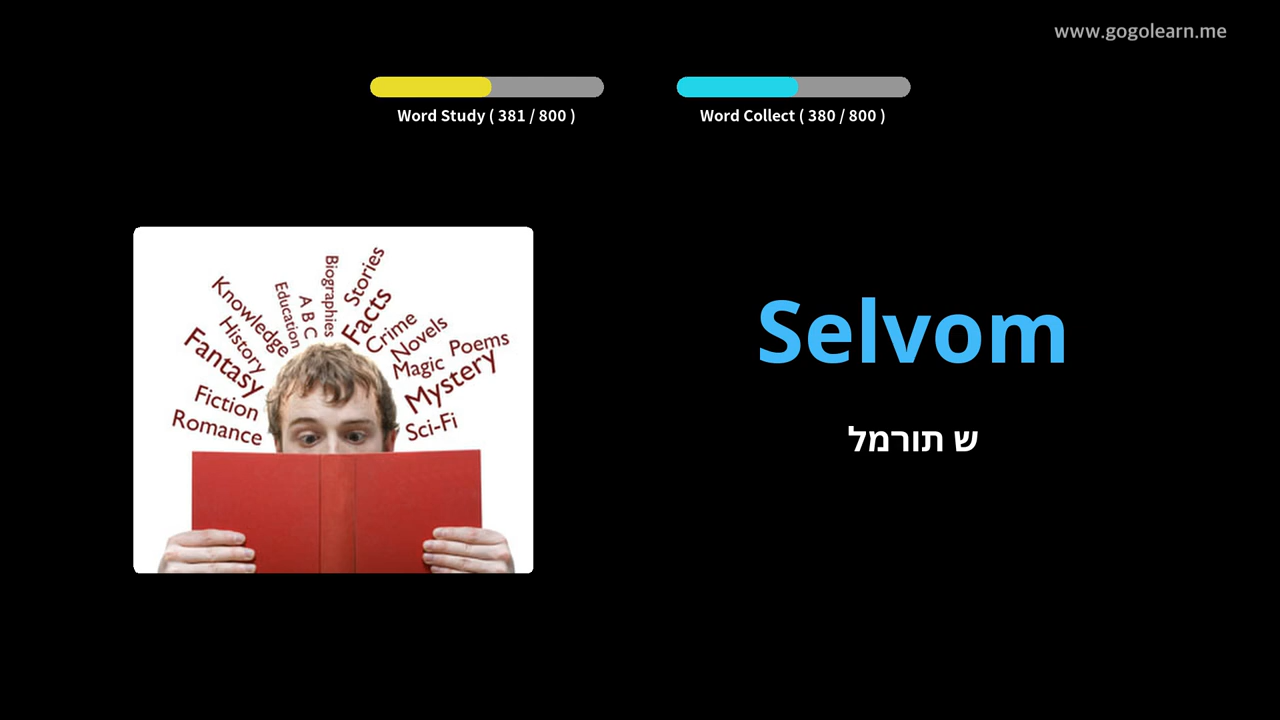 www.gogolearn.me
Word Study ( 381 / 800 )
Word Collect ( 380 / 800 )
Biographies
Stories
Education
A B C
Facts
Knowledge
Crime
History
Novels
Poems
Fantasy
Magic
Mystery
Fiction
Romance
Sci-Fi
Selvom
ש תורמל